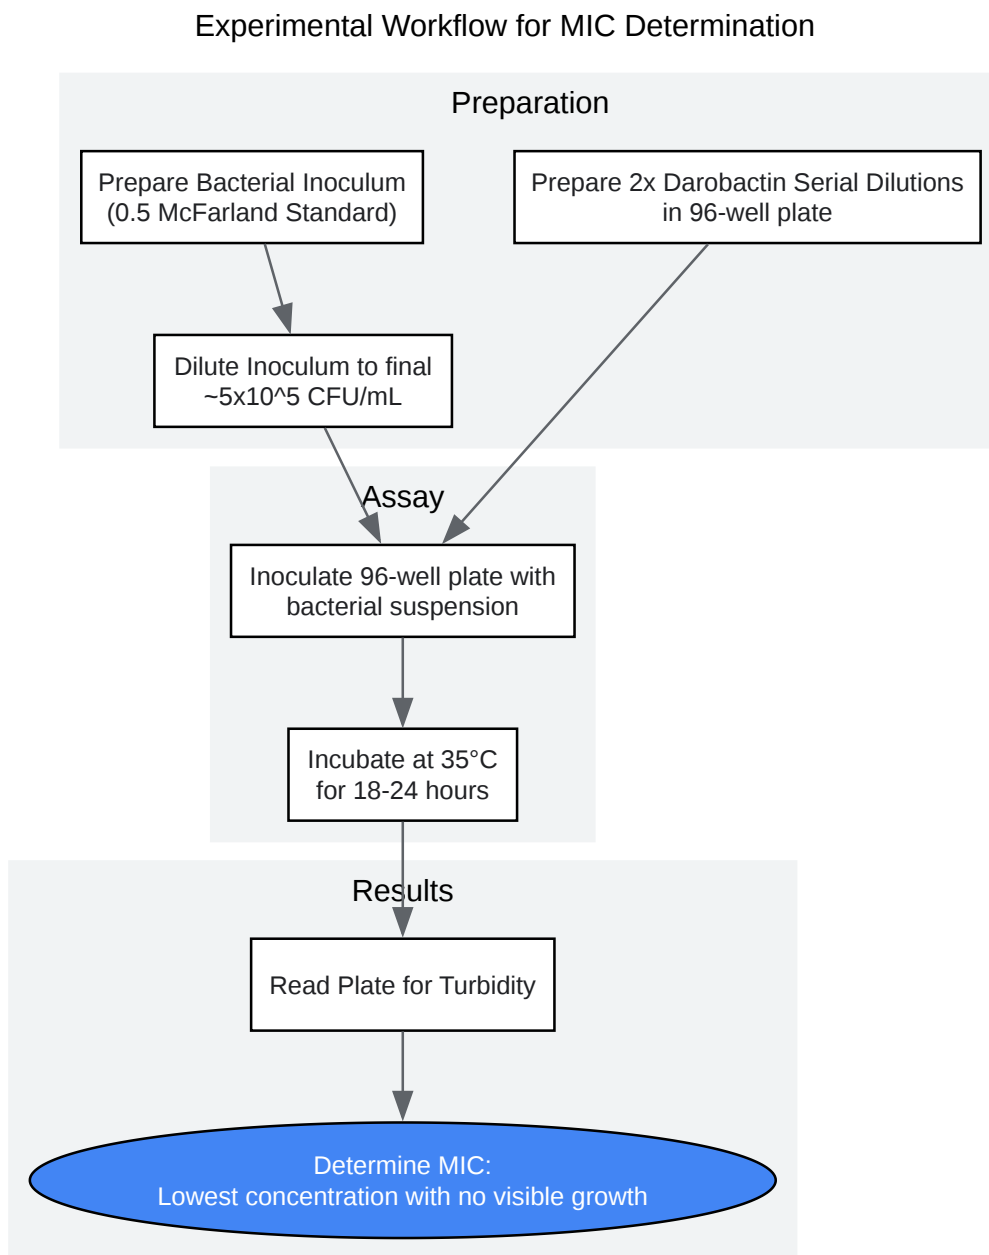 Experimental Workflow for MIC Determination
Preparation
Prepare Bacterial Inoculum
(0.5 McFarland Standard)
Prepare 2x Darobactin Serial Dilutions
in 96-well plate
Dilute Inoculum to final
~5x10^5 CFU/mL
Assay
Inoculate 96-well plate with
bacterial suspension
Incubate at 35°C
for 18-24 hours
Results
Read Plate for Turbidity
Determine MIC:
Lowest concentration with no visible growth